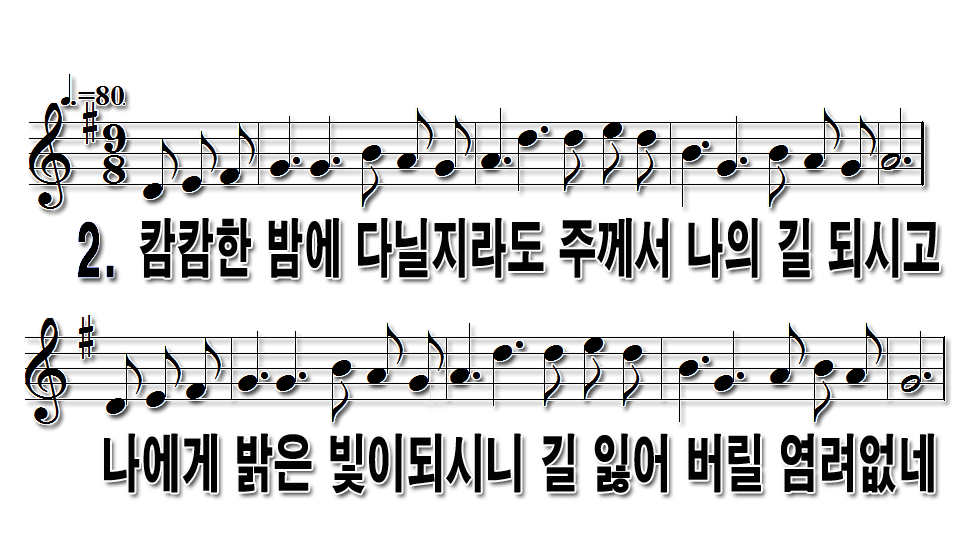 ♩.=80
9
8
2. 캄캄한 밤에 다닐지라도 주께서 나의 길 되시고
나에게 밝은 빛이되시니 길 잃어 버릴 염려없네